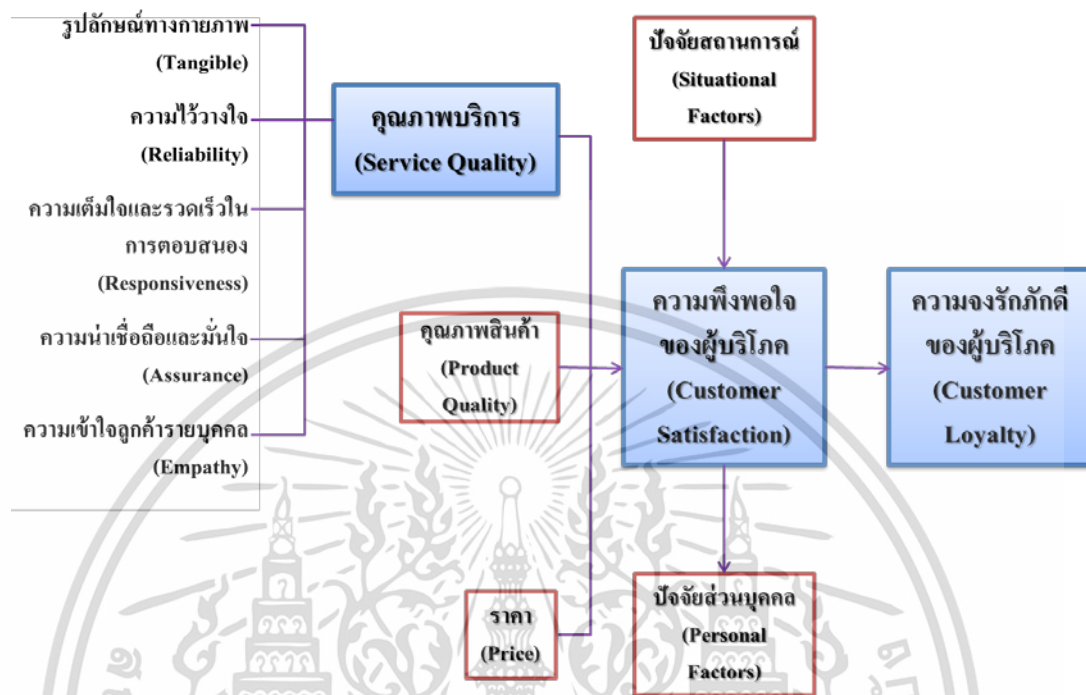 รูปลักษณ์ทางกายภาพ
(Tangible)
ความไว้วางใจ
(Reliability)
ความเต็มใจและรวดเร็วใน
การตอบสนอง
(Responsiveness)
ความน่าเชื่อถือและมั่นใจ
(Assurance)
ความเข้าใจลูกค้ารายบุคคล
(Empathy)
คุณภาพบริการ
(Service Quality)
คุณภาพสินค้า
(Product
Quality)
ราคา
(Price)
ปัจจัยสถานการณ์
(Situational
Factors)
ความพึงพอใจ
ของผู้บริโภค
(Customer
Satisfaction)
ปัจจัยส่วนบุคคล
(Personal
Factors)
ความจงรักภักดี
ของผู้บริโภค
(Customer
Loyalty)